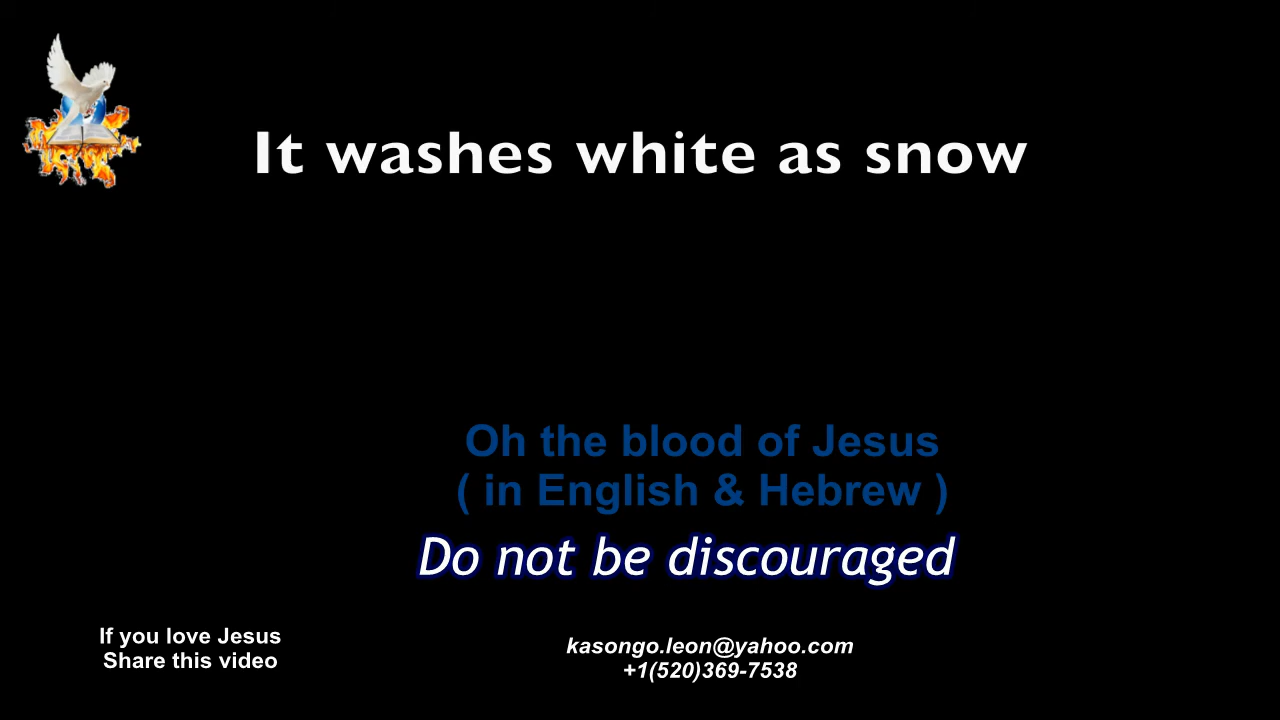 It washes white as snow
Oh the blood of Jesus
( in English & Hebrew )
Do not be discouraged
If you love Jesus
Share this video
kasongo.leon@yahoo.com
+1(520)369-7538